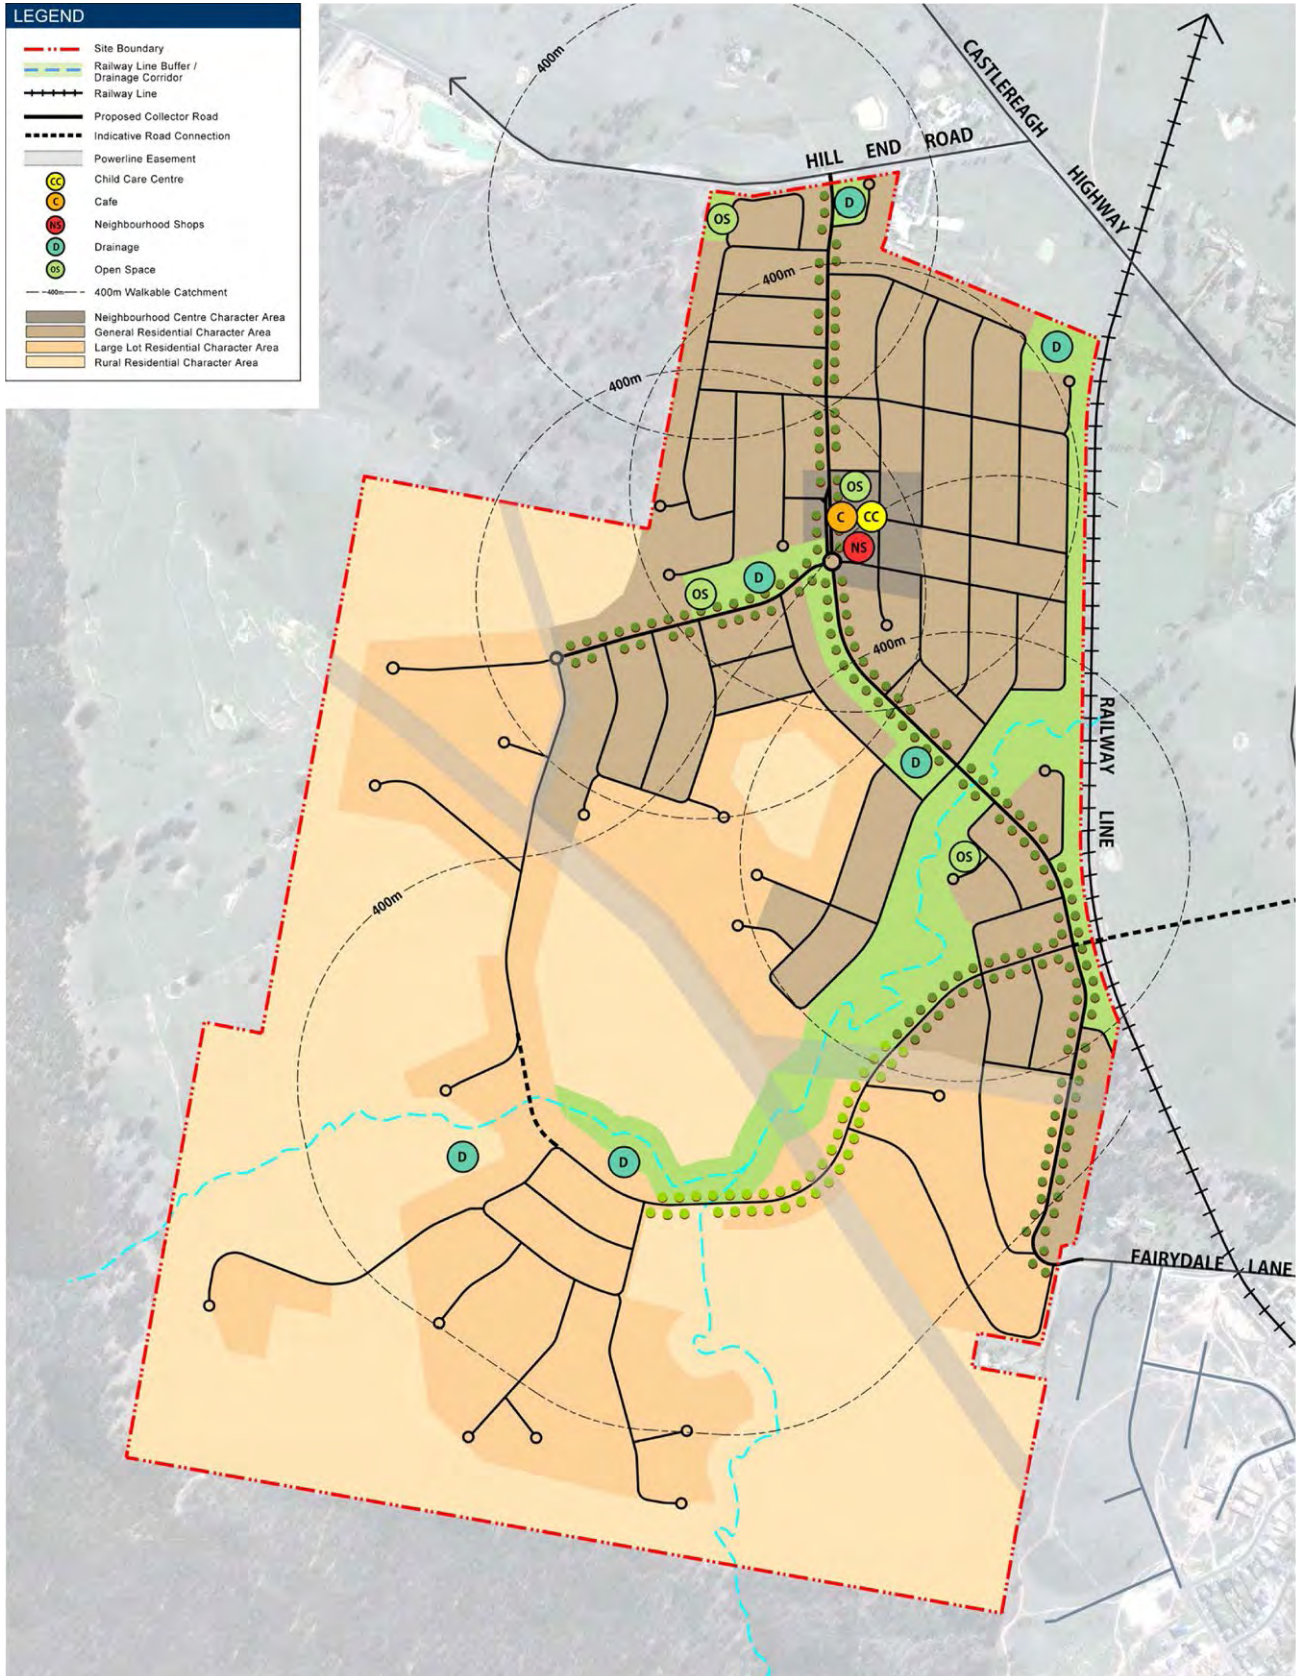 LEGEND
Site Boundary
Railway Line Buffer /
Drainage Corridor
Railway Line
Proposed Collector Road
Indicative Road Connection
Powerline Easement
CC Child Care Centre
C Cafe
NS Neighbourhood Shops
D Drainage
OS Open Space
400m 400m Walkable Catchment
Neighbourhood Centre Character Area
General Residential Character Area
Large Lot Residential Character Area
Rural Residential Character Area
400m
CASTLEREAGH HIGHWAY
HILL END ROAD
D
OS
400m
D
400m
OS
C
CC
NS
D
OS
400m
RAILWAY LINE
D
OS
400m
D
D
FAIRYDALE LANE